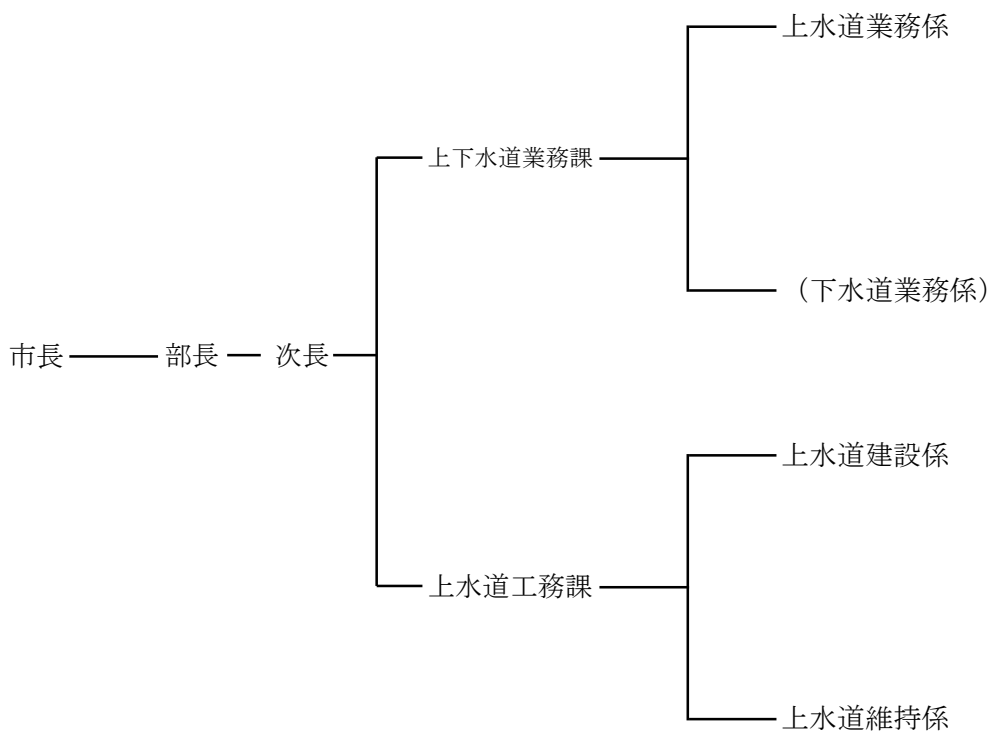 上水道業務係
上下水道業務課
（下水道業務係）
市長
部長
次長
上水道建設係
上水道工務課
上水道維持係